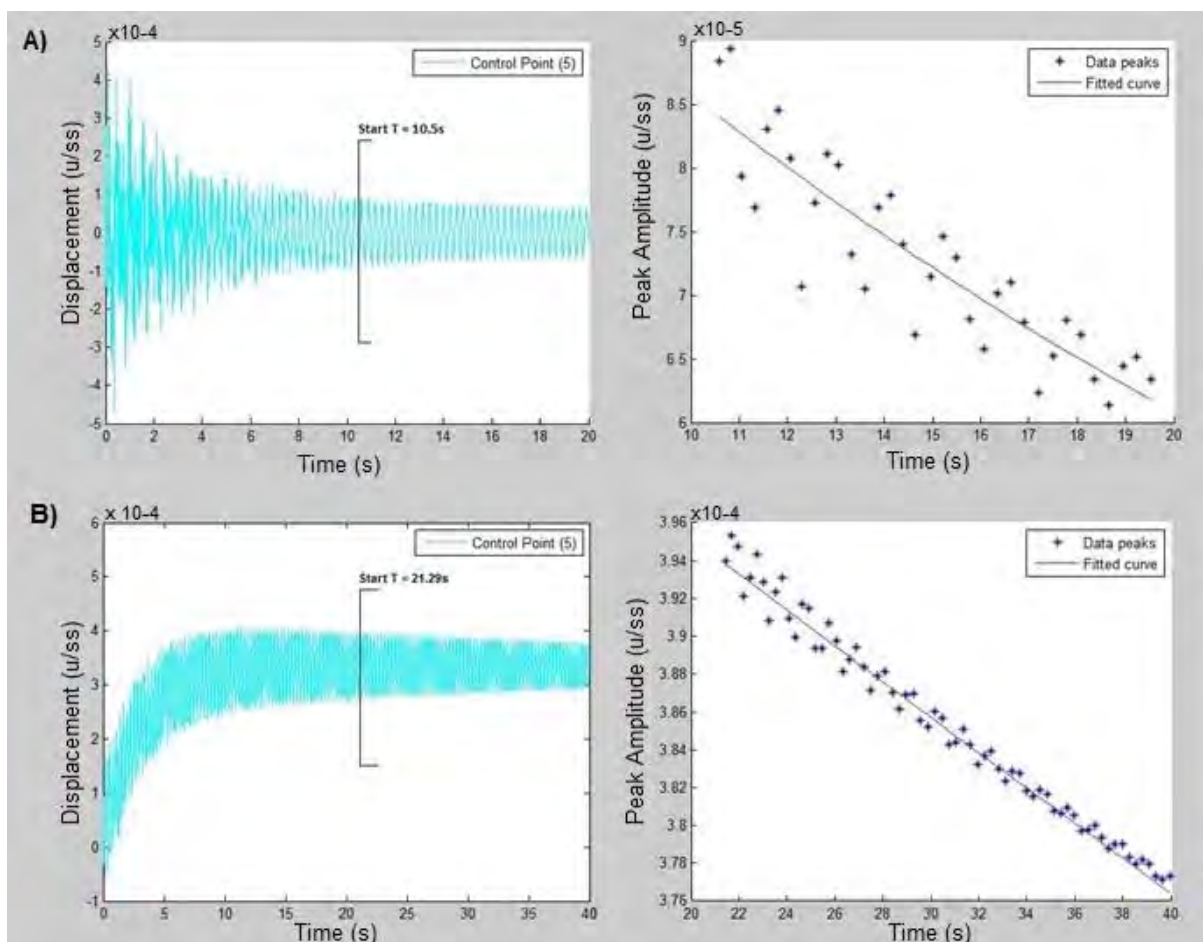 A)
x10-4
5
4
3
2
1
0
-1
-2
-3
-4
-5
Displacement (u/ss)
Control Point (5)
Start T = 10.5s
0 2 4 6 8 10 12 14 16 18 20
Time (s)
x10-5
9
8.5
8
7.5
7
6.5
6
Peak Amplitude (u/ss)
Data peaks
Fitted curve
10 11 12 13 14 15 16 17 18 19 20
Time (s)
B)
x 10-4
6
5
4
3
2
1
0
-1
Displacement (u/ss)
Control Point (5)
Start T = 21.29s
0 5 10 15 20 25 30 35 40
Time (s)
x10-4
3.96
3.94
3.92
3.9
3.88
3.86
3.84
3.82
3.8
3.78
3.76
Peak Amplitude (u/ss)
Data peaks
Fitted curve
20 22 24 26 28 30 32 34 36 38 40
Time (s)